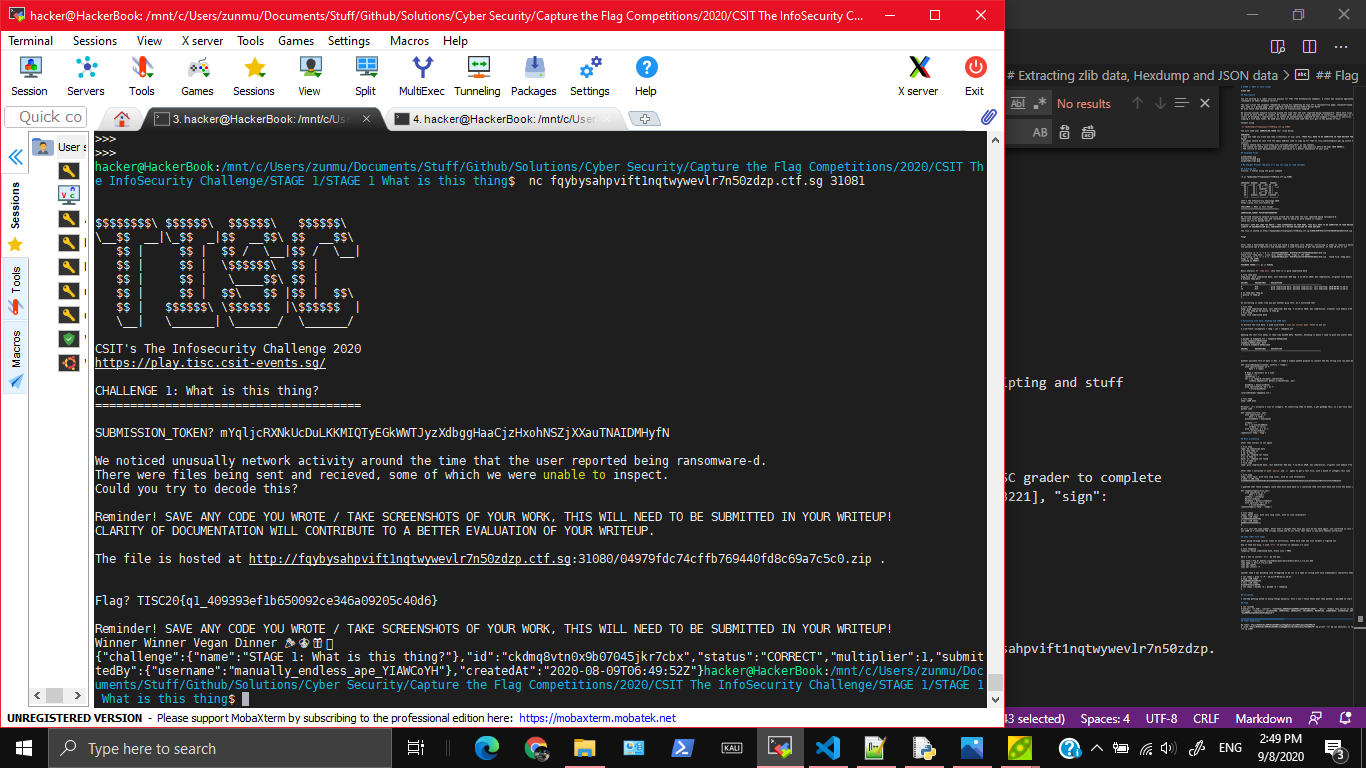 hacker@HackerBook: /mnt/c/Users/zunmu/Documents/Stuff/Github/Solutions/Cyber Security/Capture the Flag Competitions/2020/CSIT The InfoSecurity C...
Terminal Sessions View X server Tools Games Settings Macros Help
Session Servers Tools Games Sessions View Split MultiExec Tunneling Packages Settings Help X server Exit
Quick co
3. hacker@HackerBook: /mnt/c/Use
4. hacker@HackerBook: /mnt/c/User
User s
Sessions
Tools
Macros
>>>
>>>
hacker@HackerBook:/mnt/c/Users/zunmu/Documents/Stuff/Github/Solutions/Cyber Security/Capture the Flag Competitions/2020/CSIT Th
e InfoSecurity Challenge/STAGE 1/STAGE 1 What is this thing$ nc fqybysahpvift1nqtwywevlr7n50zdzp.ctf.sg 31081
$$$$$$$$\ $$$$$$\  $$$$$$\   $$$$$$\
\__$$  __|\_$$  _|$$  __$$\ $$  __$$\
   $$ |     $$ |  $$ /  \__|$$ /  \__|
   $$ |     $$ |  \$$$$$$\  $$ |
   $$ |     $$ |   \____$$\ $$ |
   $$ |     $$ |  $$\   $$ |$$ |  $$\
   $$ |   $$$$$$\ \$$$$$$  |\$$$$$$  |
   \__|   \______| \______/  \______/
CSIT's The Infosecurity Challenge 2020
https://play.tisc.csit-events.sg/
CHALLENGE 1: What is this thing?
======================================
SUBMISSION_TOKEN? mYqljcRXNkUcDuLKKMIQTyEGkWWTJyzXdbggHaaCjzHxohNSZjXXauTNAIDMHyfN
We noticed unusually network activity around the time that the user reported being ransomware-d.
There were files being sent and recieved, some of which we were unable to inspect.
Could you try to decode this?
Reminder! SAVE ANY CODE YOU WROTE / TAKE SCREENSHOTS OF YOUR WORK, THIS WILL NEED TO BE SUBMITTED IN YOUR WRITEUP!
CLARITY OF DOCUMENTATION WILL CONTRIBUTE TO A BETTER EVALUATION OF YOUR WRITEUP.
The file is hosted at http://fqybysahpvift1nqtwywevlr7n50zdzp.ctf.sg:31080/04979fdc74cffb769440fd8c69a7c5c0.zip .
Flag? TISC20{q1_409393ef1b650092ce346a09205c40d6}
Reminder! SAVE ANY CODE YOU WROTE / TAKE SCREENSHOTS OF YOUR WORK, THIS WILL NEED TO BE SUBMITTED IN YOUR WRITEUP!
Winner Winner Vegan Dinner
{"challenge":{"name":"STAGE 1: What is this thing?"},"id":"ckdmq8vtn0x9b07045jkr7cbx","status":"CORRECT","multiplier":1,"submit
tedBy":{"username":"manually_endless_ape_YIAWCoYH"},"createdAt":"2020-08-09T06:49:52Z"}hacker@HackerBook:/mnt/c/Users/zunmu/Doc
uments/Stuff/Github/Solutions/Cyber Security/Capture the Flag Competitions/2020/CSIT The InfoSecurity Challenge/STAGE 1/STAGE 1
What is this thing$
UNREGISTERED VERSION - Please support MobaXterm by subscribing to the professional edition here: https://mobaxterm.mobatek.net
# Extracting zlib data, Hexdump and JSON data > ## Flag
Abl .* No results
AB
/
ipting and stuff
SC grader to complete
3221], "sign":
sahpvift1nqtwywevlr7n50zdzp.
43 selected) Spaces: 4 UTF-8 CRLF Markdown
Type here to search
KALI
ENG
2:49 PM
9/8/2020
3